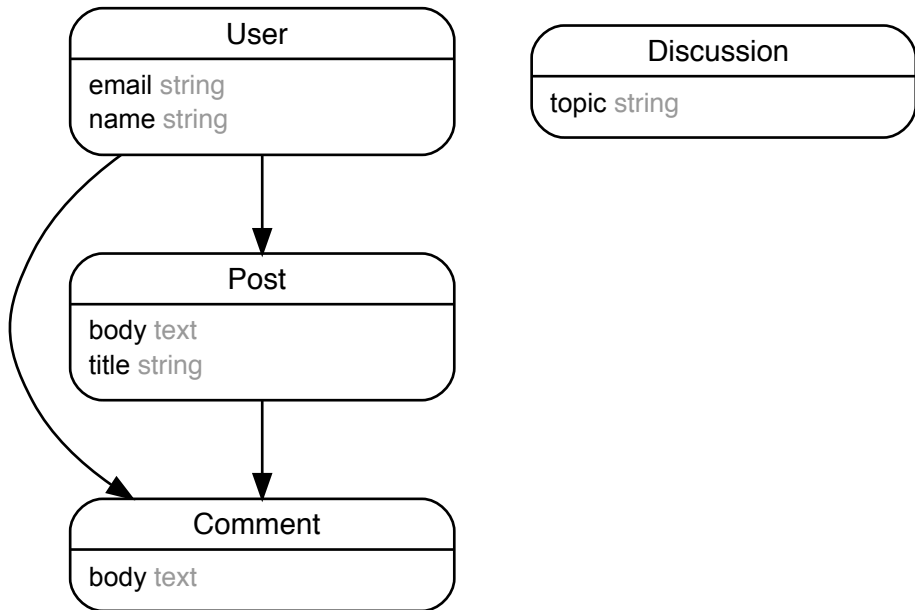 User
email string
name string
Discussion
topic string
Post
body text
title string
Comment
body text